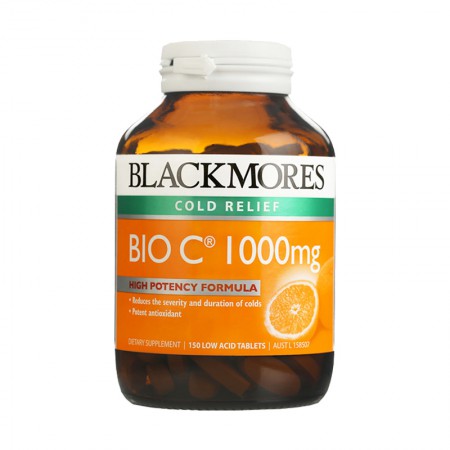 BLACKMORES
COLD RELIEF
BIO C® 1000mg
HIGH POTENCY FORMULA
• Reduces the severity and duration of colds
• Potent antioxidant
DIETARY SUPPLEMENT | 150 LOW ACID TABLETS | AUST L 158507